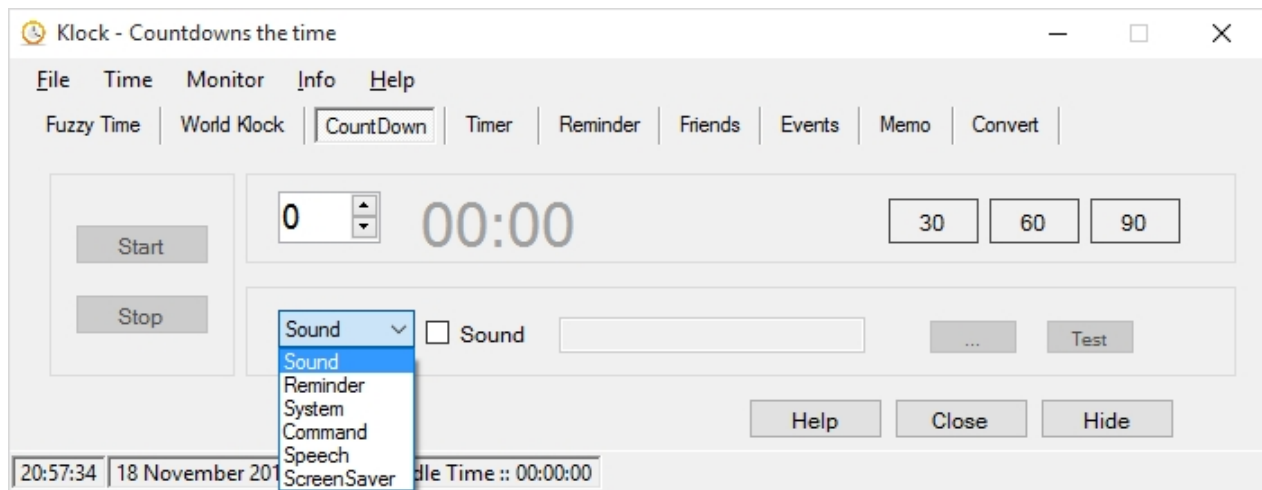 Klock - Countdowns the time
File Time Monitor Info Help
Fuzzy Time World Klock CountDown Timer Reminder Friends Events Memo Convert
0 00:00 30 60 90
Start
Stop
Sound Sound ... Test
Sound
Reminder
System
Command
Speech
ScreenSaver
Help Close Hide
20:57:34 18 November 201 dle Time :: 00:00:00